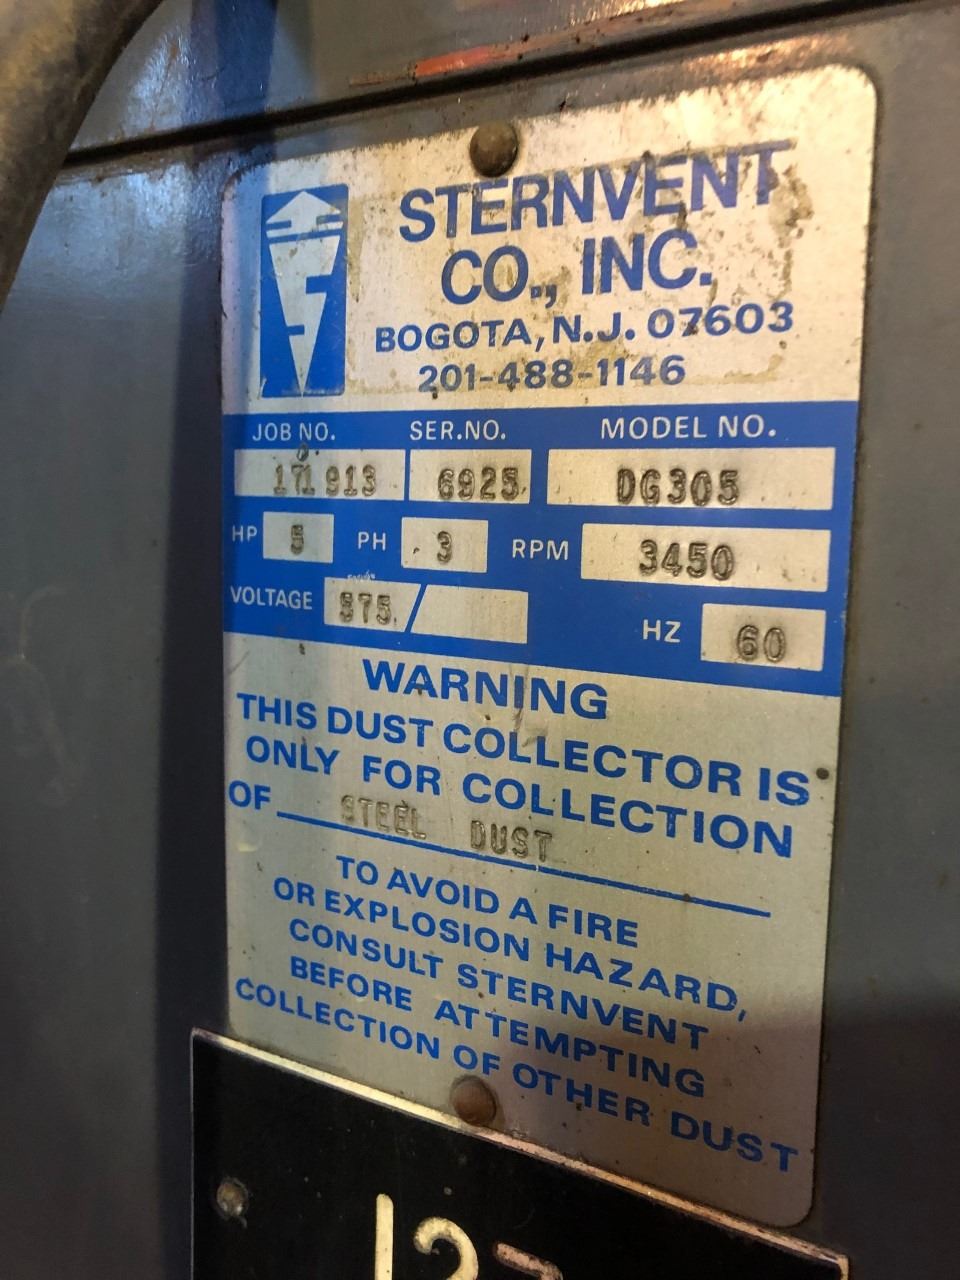 STERNVENT
CO., INC.
BOGOTA, N.J. 07603
201-488-1146
JOB NO. SER.NO. MODEL NO.
171913 6925 DG305
HP 5 PH 3 RPM 3450
VOLTAGE 575 / HZ 60
WARNING
THIS DUST COLLECTOR IS
ONLY FOR COLLECTION
OF STEEL DUST
TO AVOID A FIRE
OR EXPLOSION HAZARD,
CONSULT STERNVENT
BEFORE ATTEMPTING
COLLECTION OF OTHER DUST